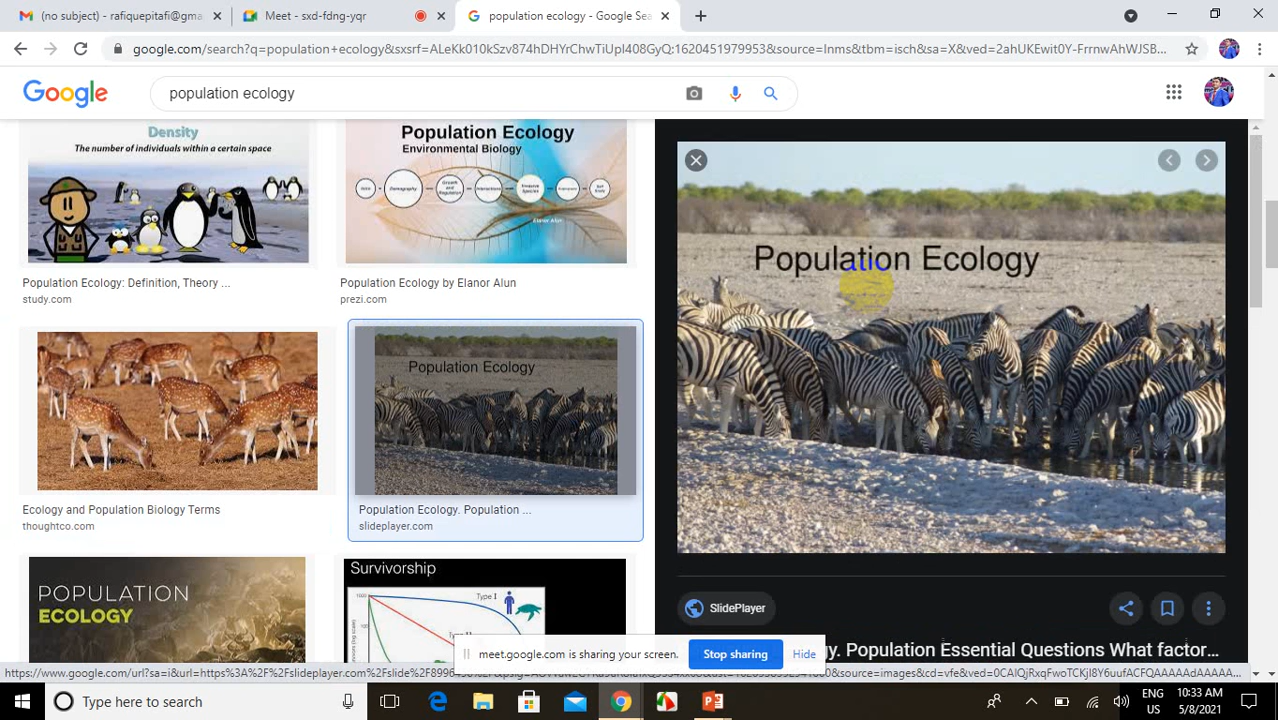 (no subject) - rafiquepitafi@gma
Meet - sxd-fdng-yqr
population ecology - Google Sea
google.com/search?q=population+ecology&sxsrf=ALeKk010kSzv874hDHYrChwTiUpI408GyQ:1620451979953&source=lnms&tbm=isch&sa=X&ved=2ahUKEwit0Y-FrrnwAhWJSB...
Google
population ecology
Density
The number of individuals within a certain space
Population Ecology
Environmental Biology
Elanor Alun
Population Ecology: Definition, Theory ...
study.com
Population Ecology by Elanor Alun
prezi.com
Population Ecology
Population Ecology
Ecology and Population Biology Terms
thoughtco.com
Population Ecology. Population ...
slideplayer.com
POPULATION
ECOLOGY
Survivorship
Type I
SlidePlayer
gy. Population Essential Questions What factor...
meet.google.com is sharing your screen.
Stop sharing
Hide
Type here to search
ENG
US
10:33 AM
5/8/2021